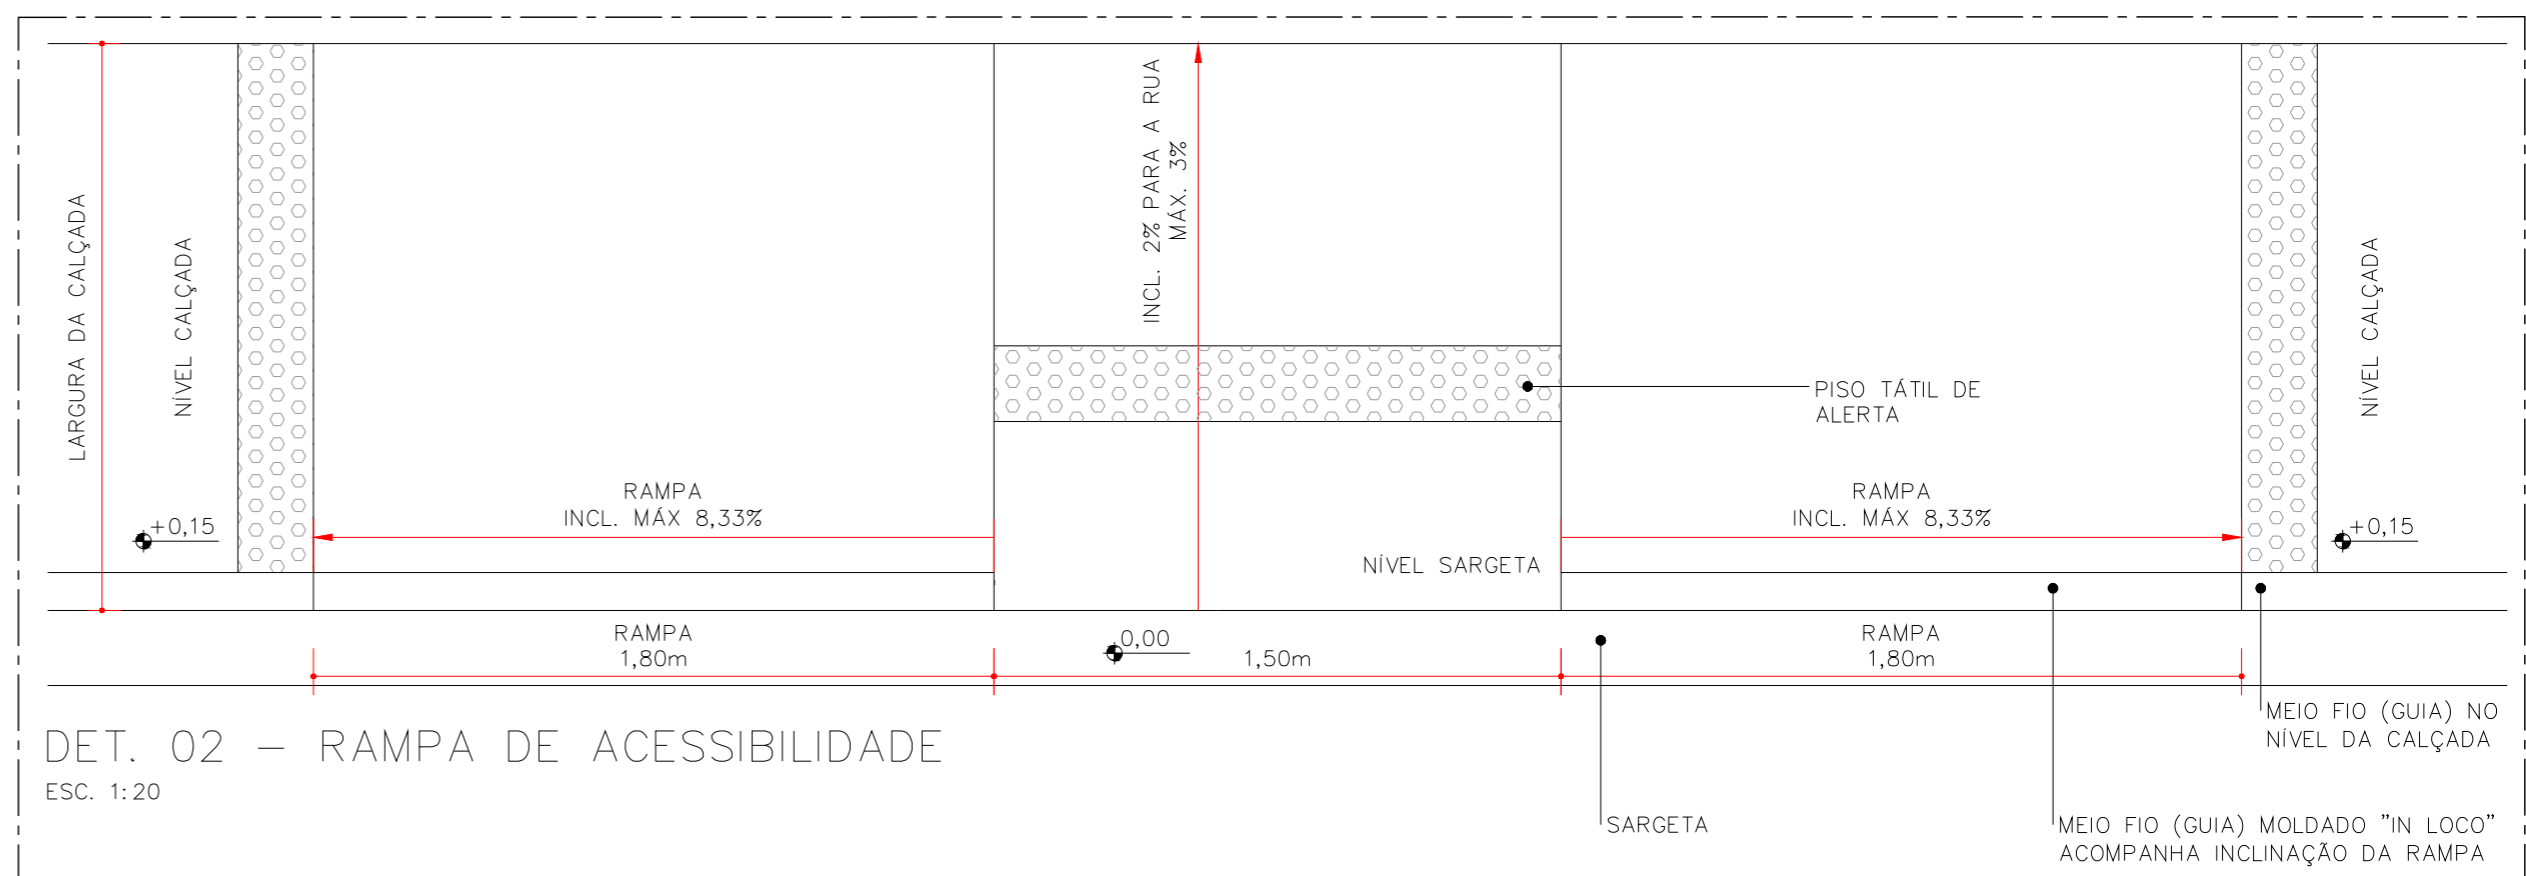 LARGURA DA CALÇADA
NÍVEL CALÇADA
INCL. 2% PARA A RUA
MÁX. 3%
NÍVEL CALÇADA
PISO TÁTIL DE
ALERTA
RAMPA
INCL. MÁX 8,33%
RAMPA
INCL. MÁX 8,33%
+0,15
+0,15
NÍVEL SARGETA
RAMPA
1,80m
0,00
1,50m
RAMPA
1,80m
MEIO FIO (GUIA) NO
NÍVEL DA CALÇADA
DET. 02 – RAMPA DE ACESSIBILIDADE
ESC. 1:20
SARGETA
MEIO FIO (GUIA) MOLDADO "IN LOCO"
ACOMPANHA INCLINAÇÃO DA RAMPA